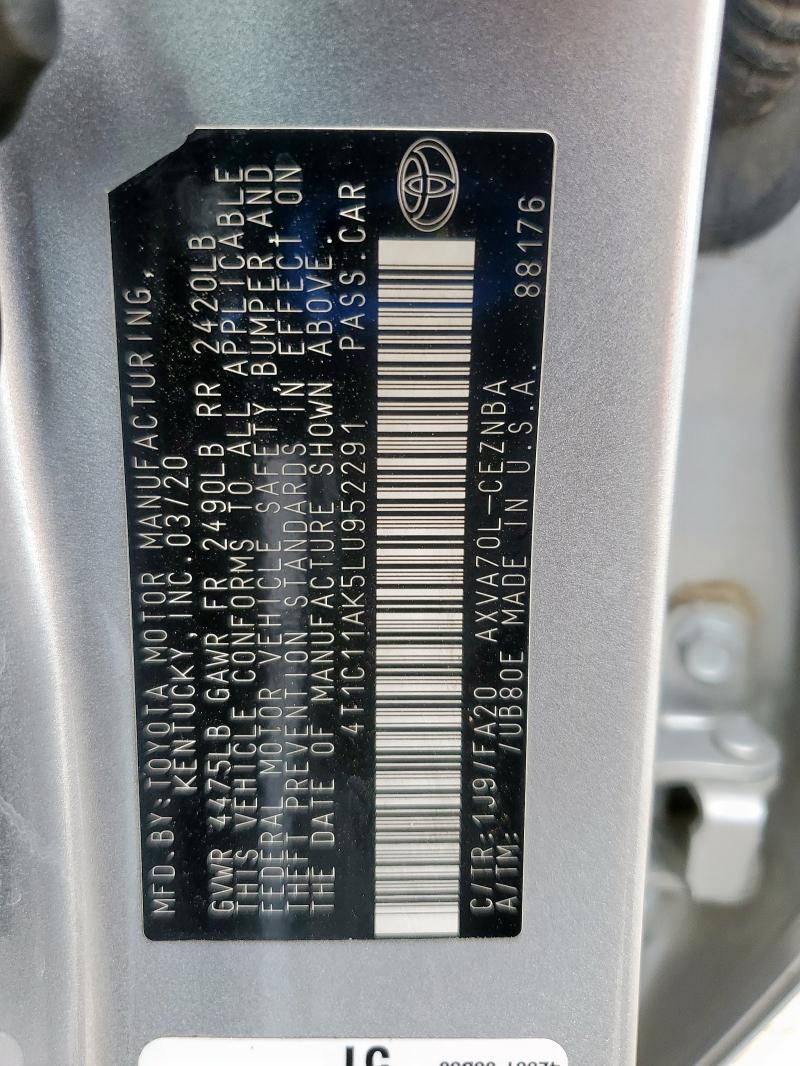 MFD.BY:TOYOTA MOTOR MANUFACTURING,
KENTUCKY, INC.03/20
GVWR 4475LB GAWR FR 2490LB RR 2420LB
THIS VEHICLE CONFORMS TO ALL APPLICABLE
FEDERAL MOTOR VEHICLE SAFETY, BUMPER, AND
THEFT PREVENTION STANDARDS IN EFFECT ON
THE DATE OF MANUFACTURE SHOWN ABOVE.
4T1C11AK5LU952291 PASS.CAR
C/TR:1J9/FA20 AXVA70L-CEZNBA
A/TM: /UB80E MADE IN U.S.A. 88176